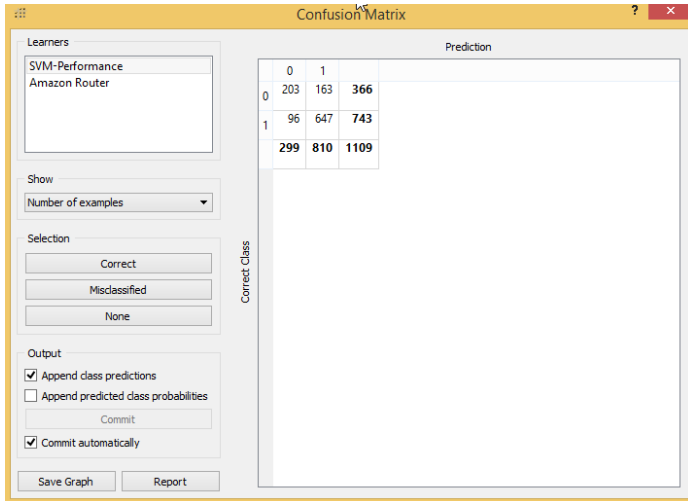 Confusion Matrix
? ×
Learners
SVM-Performance
Amazon Router
Show
Number of examples
Selection
Correct
Misclassified
None
Output
Append class predictions
Append predicted class probabilities
Commit
Commit automatically
Save Graph Report
Prediction
Correct Class
0 1
0 203 163 366
1 96 647 743
299 810 1109